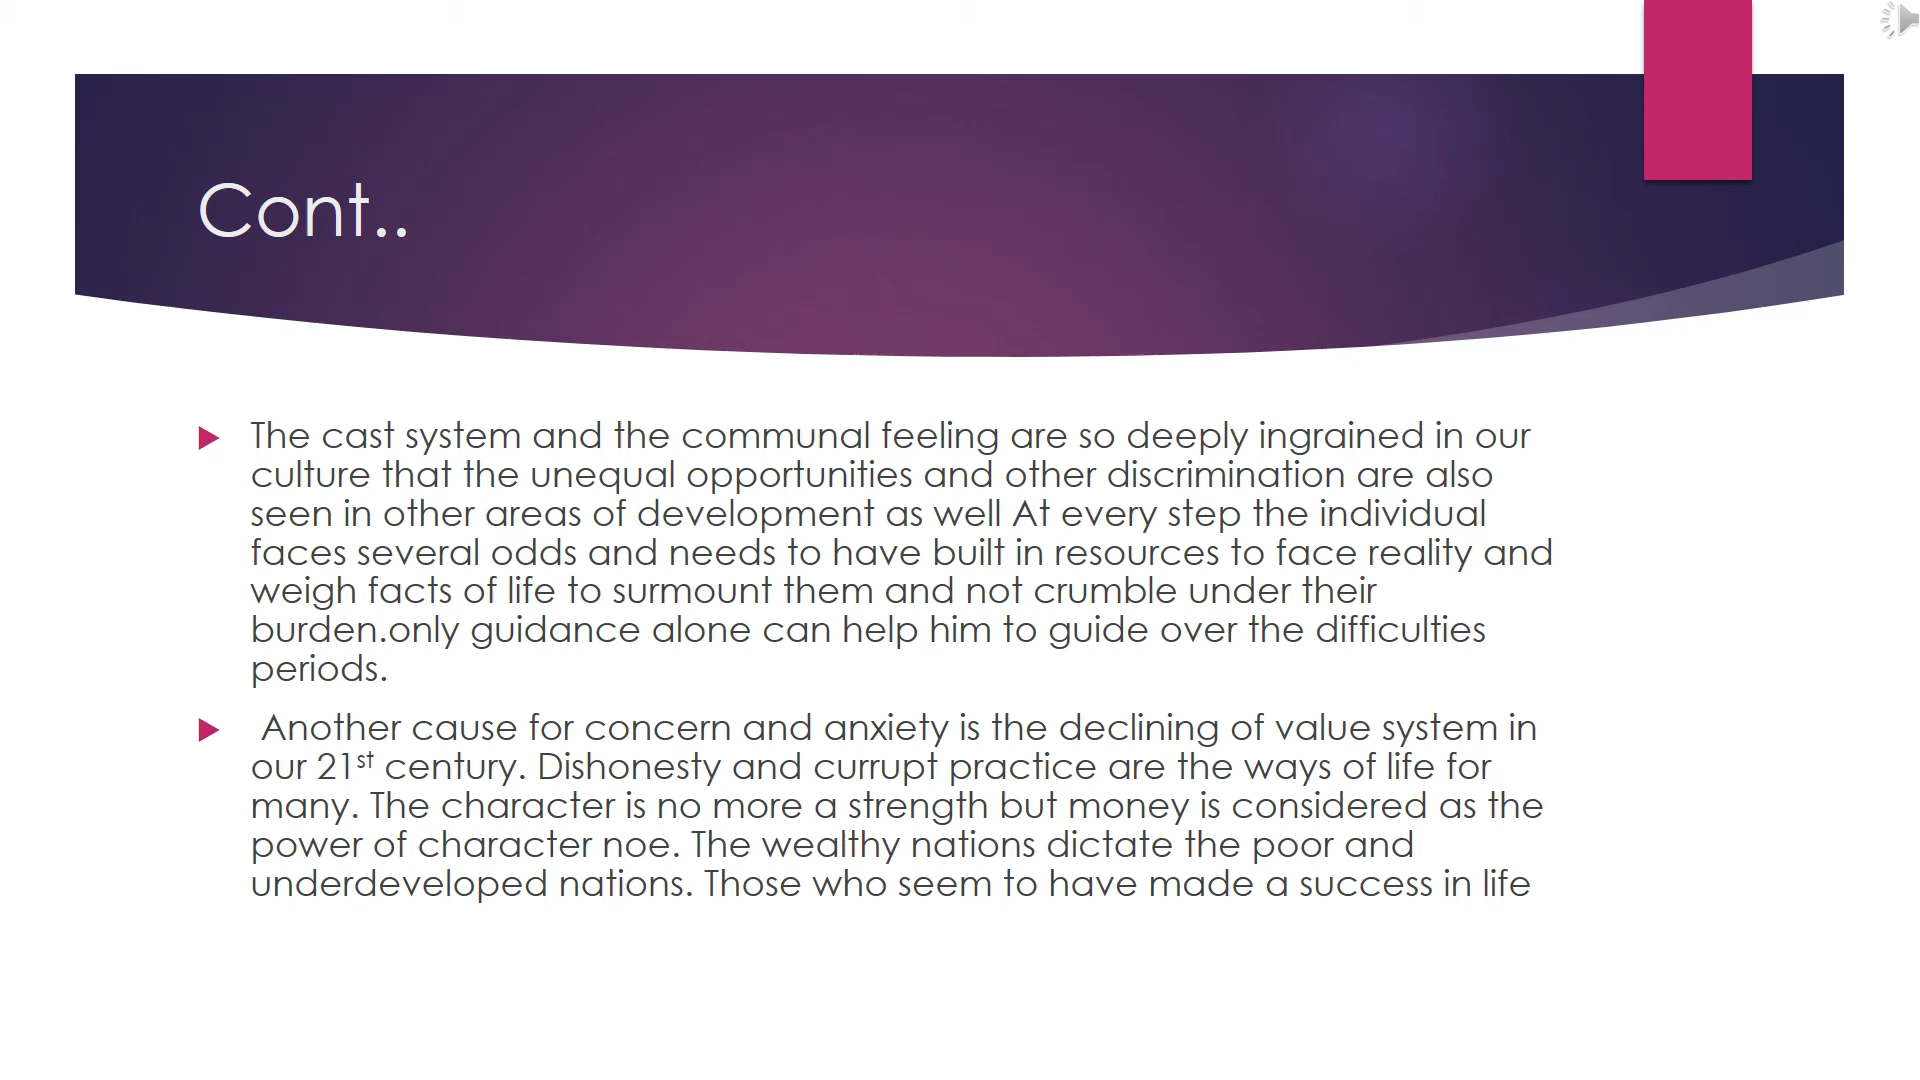 Cont..
The cast system and the communal feeling are so deeply ingrained in our
culture that the unequal opportunities and other discrimination are also
seen in other areas of development as well At every step the individual
faces several odds and needs to have built in resources to face reality and
weigh facts of life to surmount them and not crumble under their
burden.only guidance alone can help him to guide over the difficulties
periods.
Another cause for concern and anxiety is the declining of value system in
our 21st century. Dishonesty and currupt practice are the ways of life for
many. The character is no more a strength but money is considered as the
power of character noe. The wealthy nations dictate the poor and
underdeveloped nations. Those who seem to have made a success in life